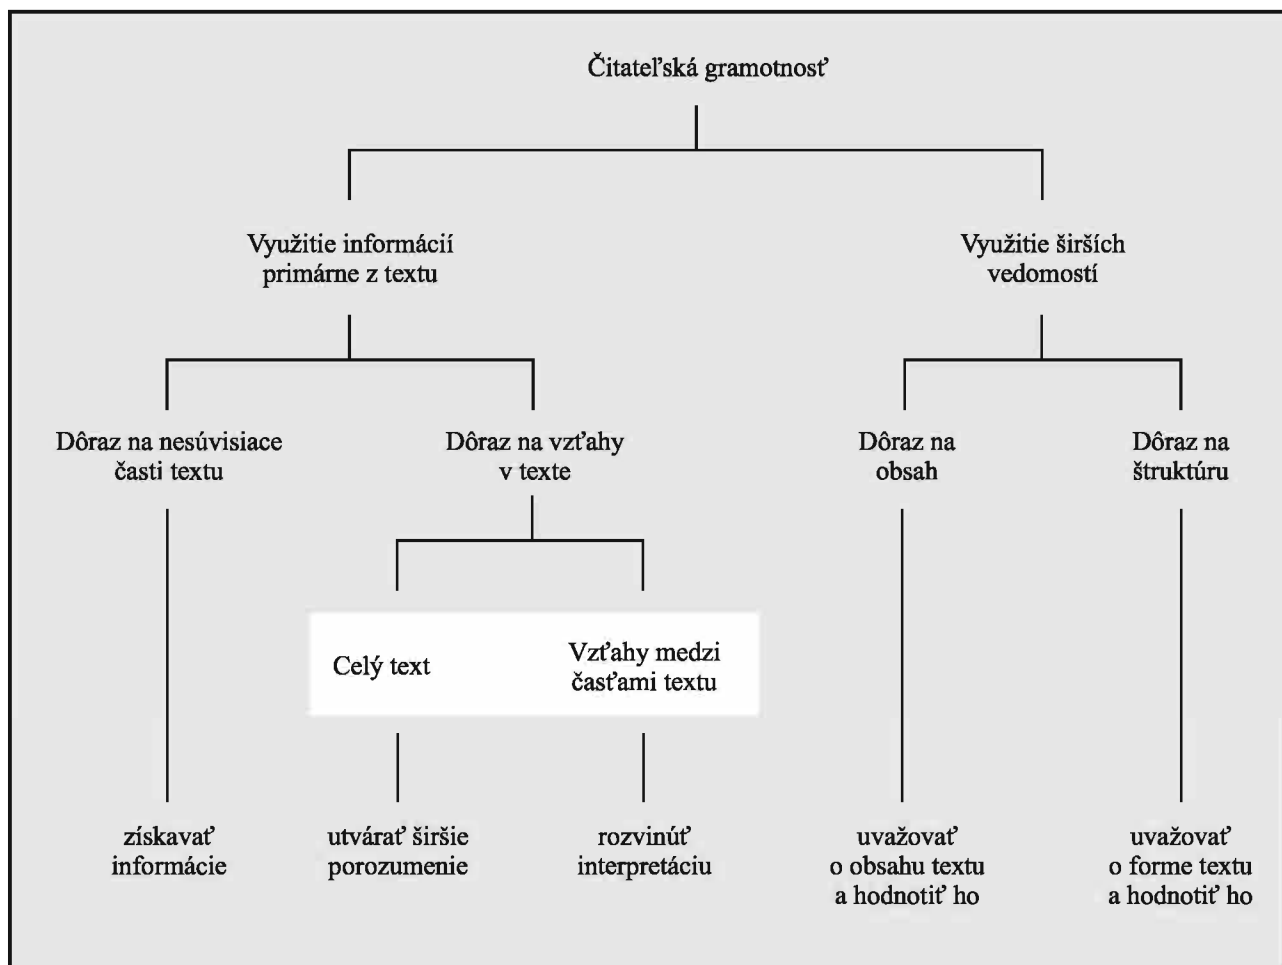 Čitateľská gramotnosť
Využitie informácií
primárne z textu
Využitie širších
vedomostí
Dôraz na nesúvisiace
časti textu
Dôraz na vzťahy
v texte
Dôraz na
obsah
Dôraz na
štruktúru
Celý text
Vzťahy medzi
časťami textu
získavať
informácie
utvárať širšie
porozumenie
rozvinúť
interpretáciu
uvažovať
o obsahu textu
a hodnotiť ho
uvažovať
o forme textu
a hodnotiť ho